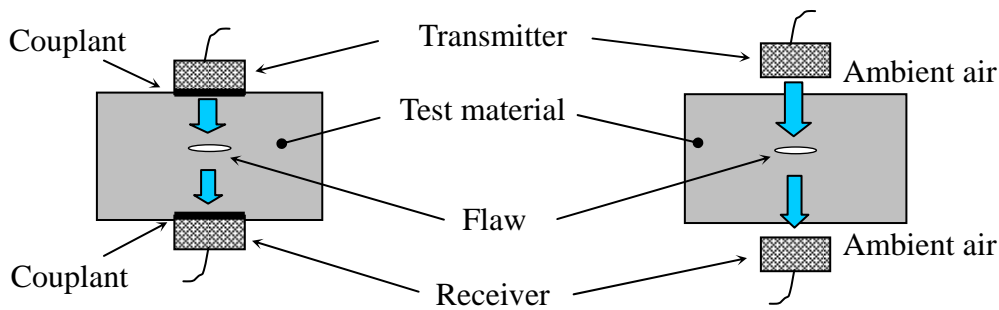 Couplant
Transmitter
Ambient air
Test material
Flaw
Ambient air
Couplant
Receiver